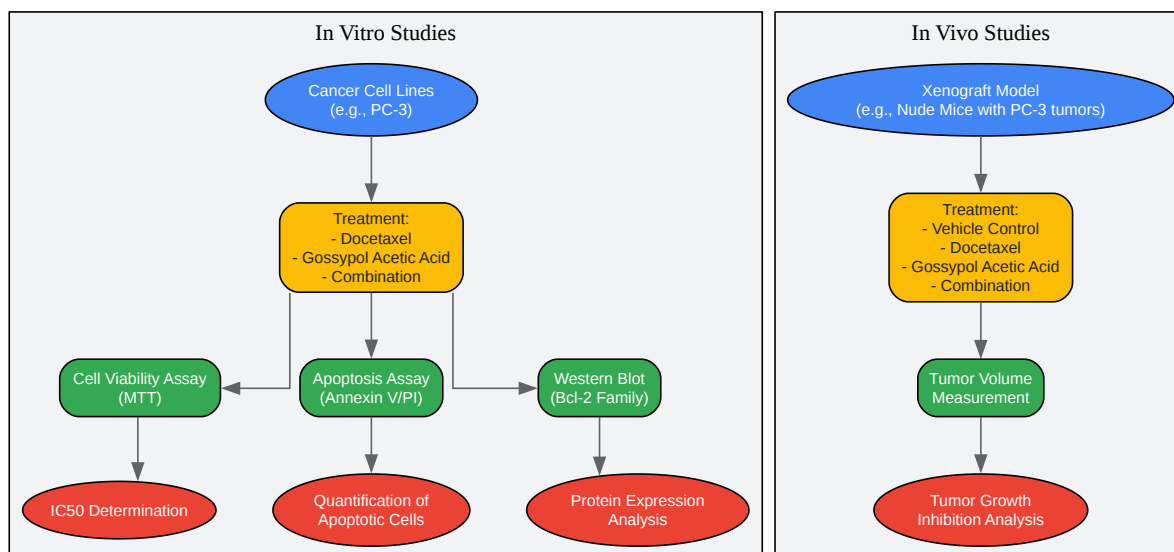 In Vitro Studies
Cancer Cell Lines
(e.g., PC-3)
Treatment:
- Docetaxel
- Gossypol Acetic Acid
- Combination
Cell Viability Assay
(MTT)
Apoptosis Assay
(Annexin V/PI)
Western Blot
(Bcl-2 Family)
IC50 Determination
Quantification of
Apoptotic Cells
Protein Expression
Analysis
In Vivo Studies
Xenograft Model
(e.g., Nude Mice with PC-3 tumors)
Treatment:
- Vehicle Control
- Docetaxel
- Gossypol Acetic Acid
- Combination
Tumor Volume
Measurement
Tumor Growth
Inhibition Analysis